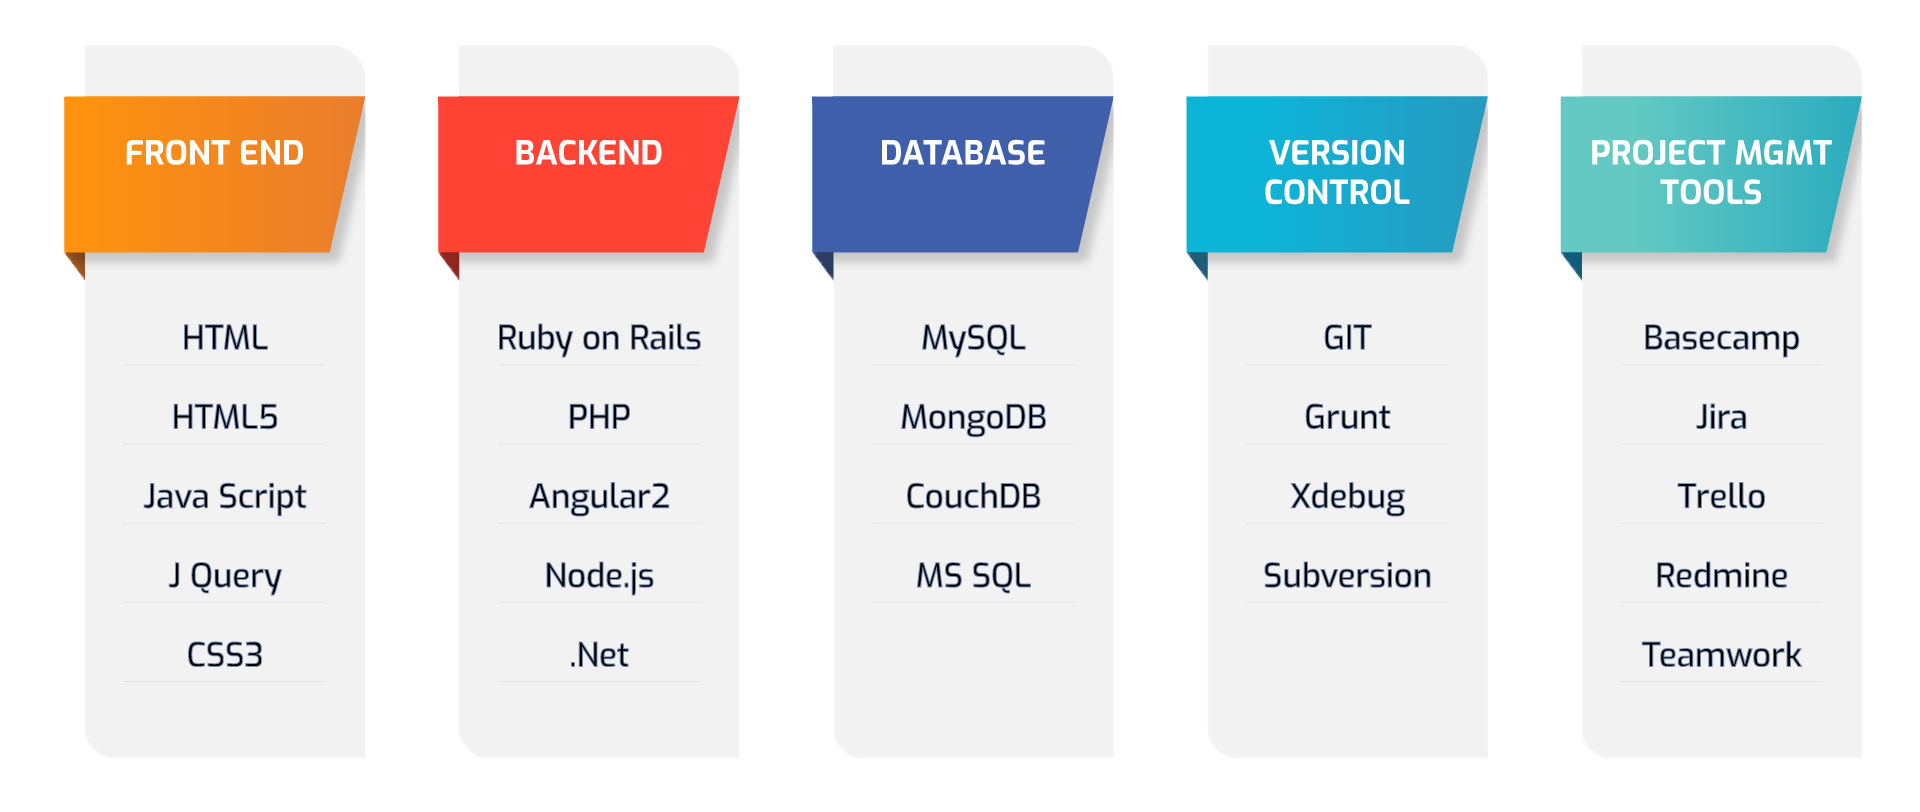 FRONT END
HTML
HTML5
Java Script
J Query
CSS3
BACKEND
Ruby on Rails
PHP
Angular2
Node.js
.Net
DATABASE
MySQL
MongoDB
CouchDB
MS SQL
VERSION
CONTROL
GIT
Grunt
Xdebug
Subversion
PROJECT MGMT
TOOLS
Basecamp
Jira
Trello
Redmine
Teamwork